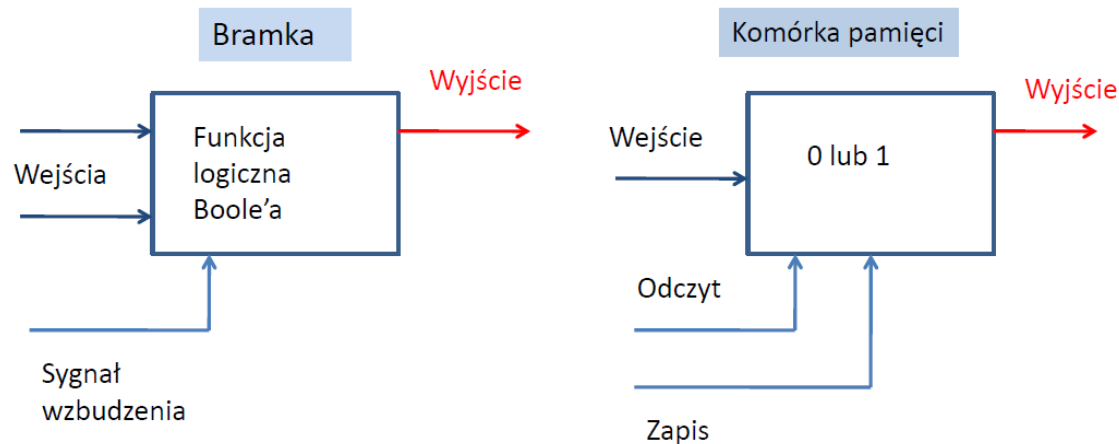 Bramka
Wyjście
Wejścia
Funkcja
logiczna
Boole’a
Sygnał
wzbudzenia
Komórka pamięci
Wyjście
Wejście
0 lub 1
Odczyt
Zapis